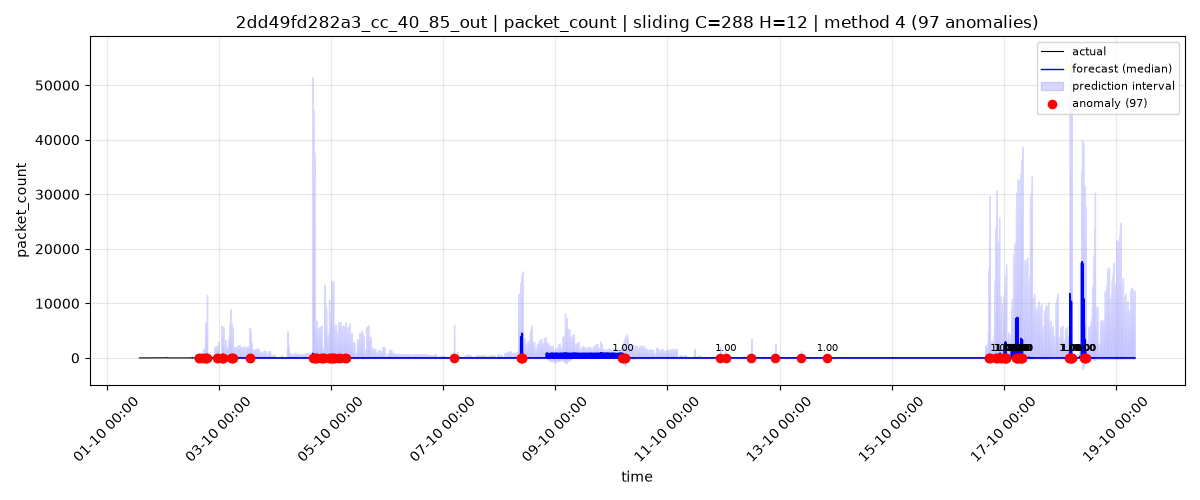 2dd49fd282a3_cc_40_85_out | packet_count | sliding C=288 H=12 | method 4 (97 anomalies)
actual
forecast (median)
prediction interval
anomaly (97)
packet_count
50000
40000
30000
20000
10000
0
1.00
1.00
1.00
01-10 00:00
03-10 00:00
05-10 00:00
07-10 00:00
09-10 00:00
11-10 00:00
13-10 00:00
15-10 00:00
17-10 00:00
19-10 00:00
time